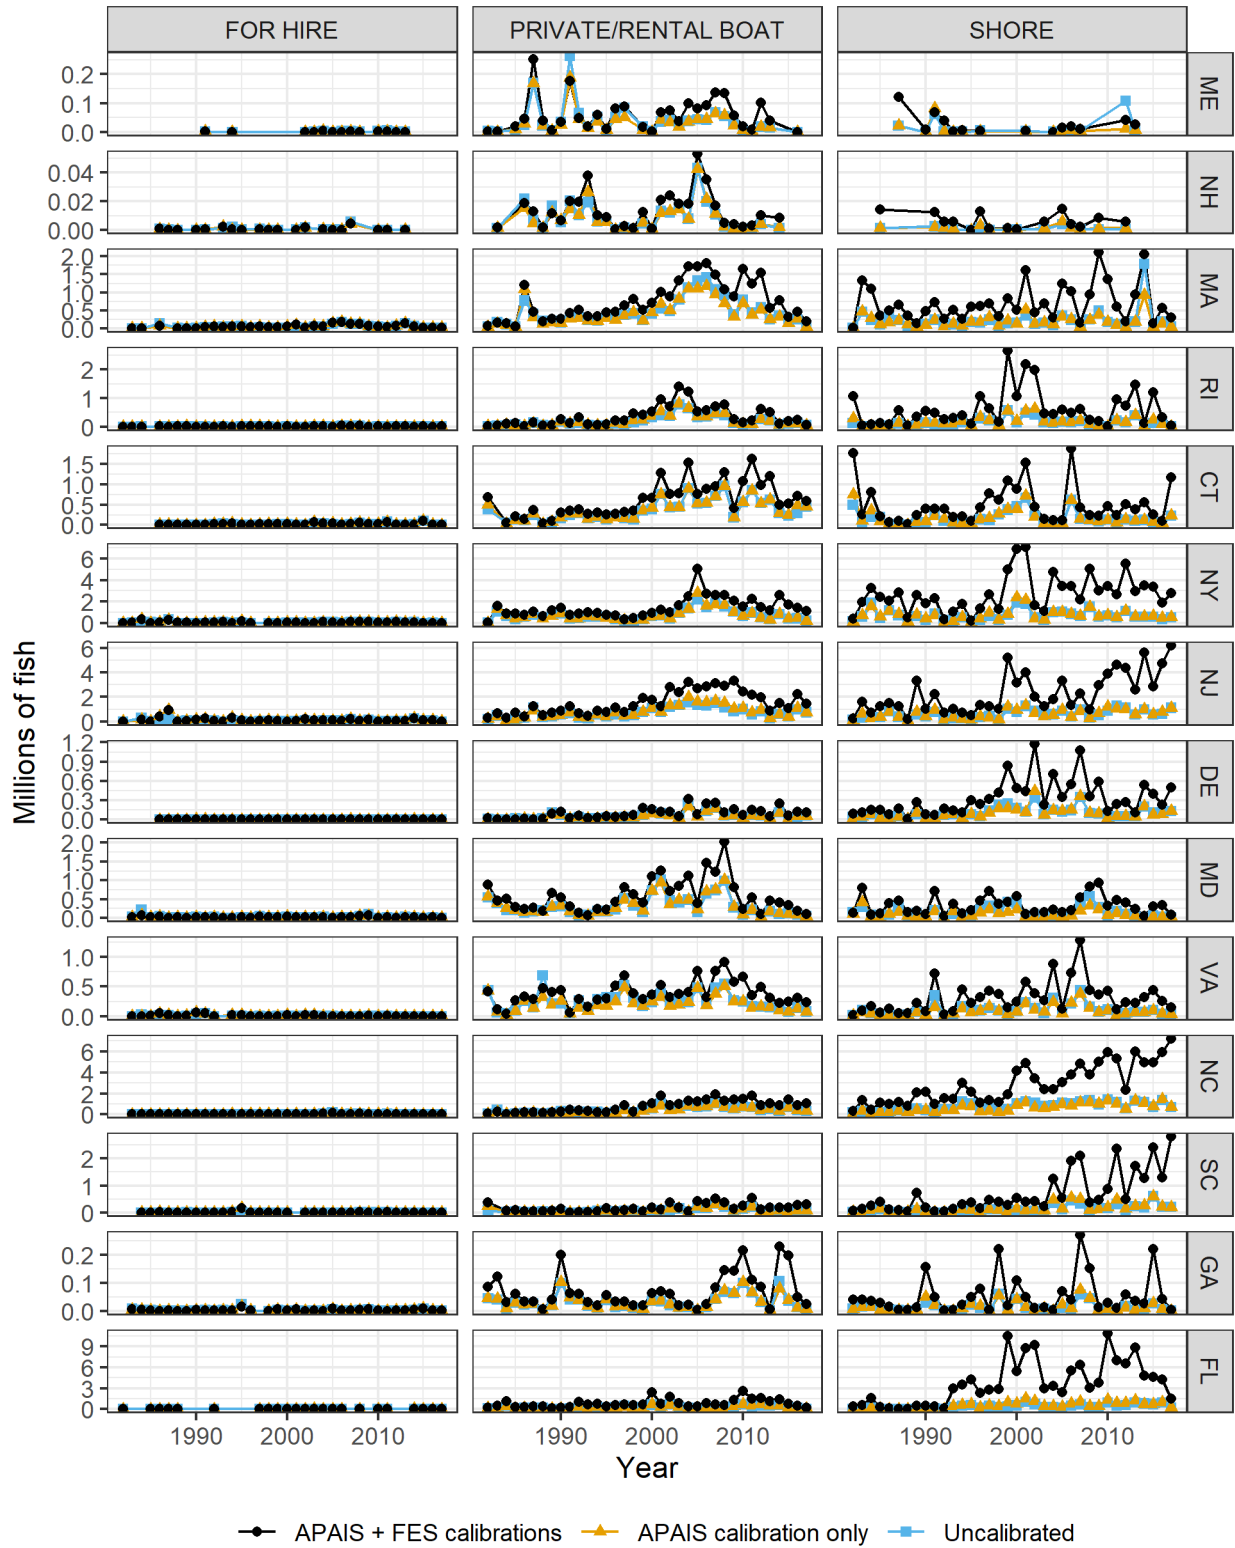 FOR HIRE PRIVATE/RENTAL BOAT SHORE
0.2
0.1
0.0
ME
0.04
0.02
0.00
NH
2.0
1.5
1.0
0.5
0.0
MA
2
1
0
RI
1.5
1.0
0.5
0.0
CT
6
4
2
0
NY
6
4
2
0
NJ
1.2
0.9
0.6
0.3
0.0
DE
2.0
1.5
1.0
0.5
0.0
MD
1.0
0.5
0.0
VA
6
4
2
0
NC
2
1
0
SC
0.2
0.1
0.0
GA
9
6
3
0
FL
Millions of fish
1990 2000 2010 1990 2000 2010 1990 2000 2010
Year
APAIS + FES calibrations APAIS calibration only Uncalibrated